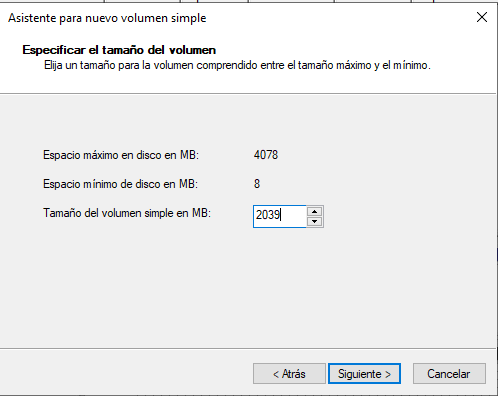 Asistente para nuevo volumen simple
Especificar el tamaño del volumen
Elija un tamaño para la volumen comprendido entre el tamaño máximo y el mínimo.
Espacio máximo en disco en MB: 4078
Espacio mínimo de disco en MB: 8
Tamaño del volumen simple en MB: 2039
< Atrás Siguiente > Cancelar